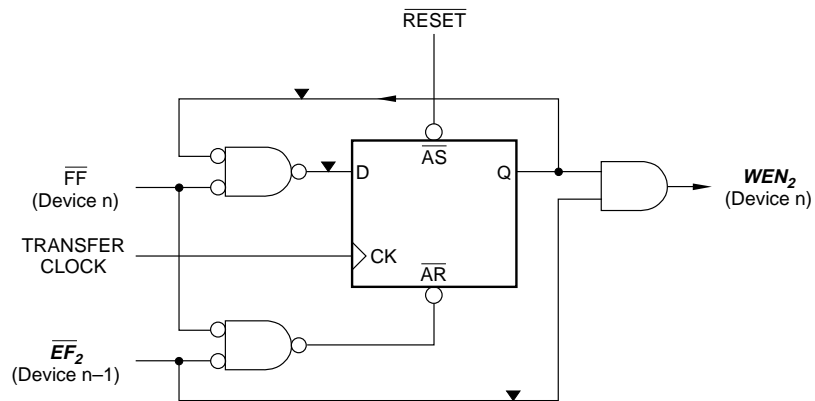 RESET
AS
D
Q
FF
(Device n)
WEN₂
(Device n)
TRANSFER
CLOCK
CK
AR
EF₂
(Device n–1)